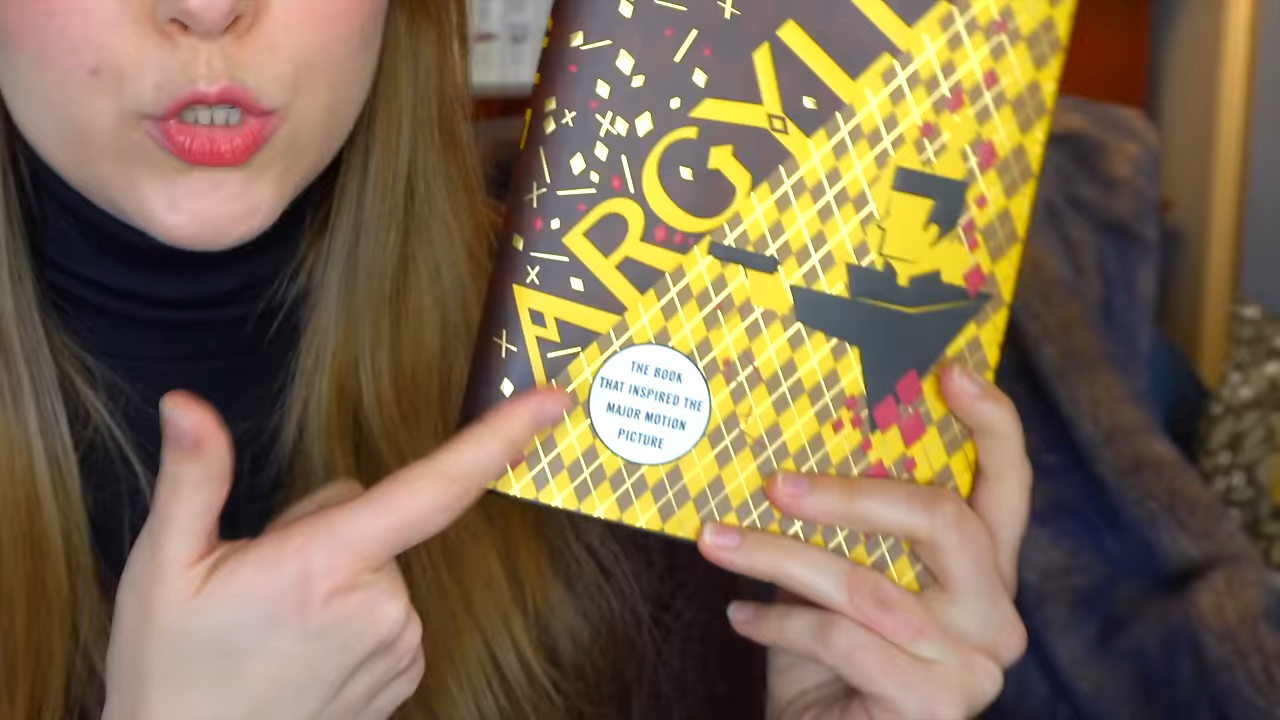 ARGYLL
THE BOOK
THAT INSPIRED THE
MAJOR MOTION
PICTURE